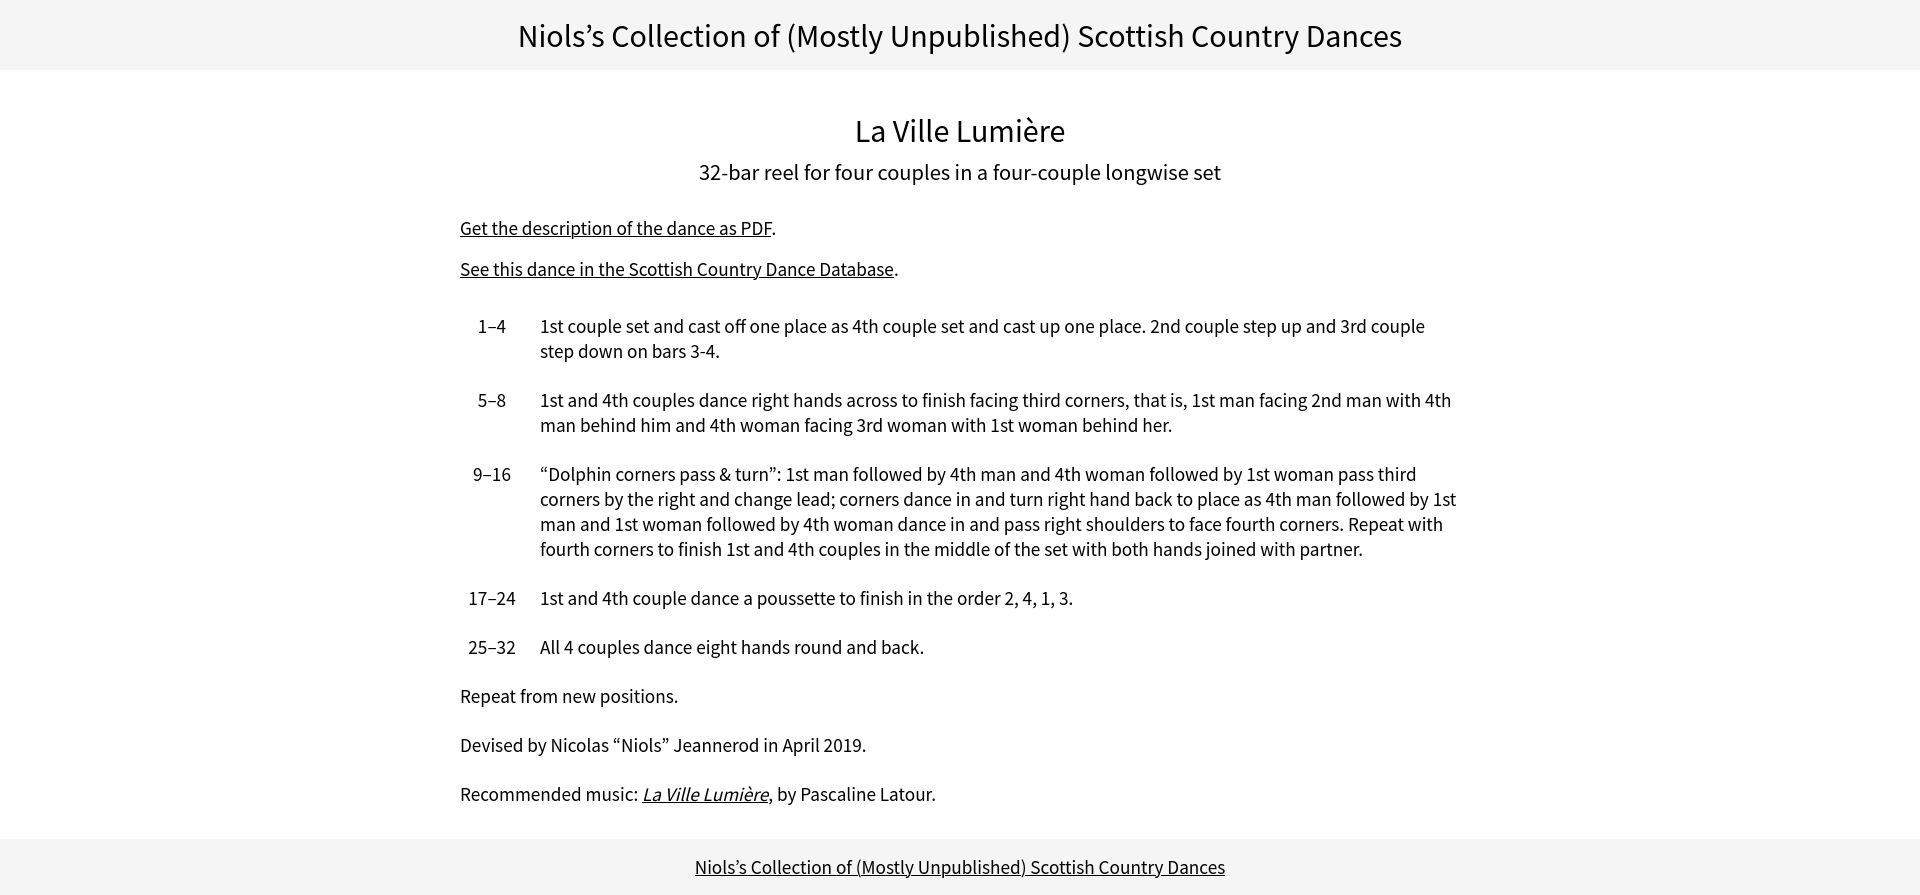 Niols’s Collection of (Mostly Unpublished) Scottish Country Dances
La Ville Lumière
32-bar reel for four couples in a four-couple longwise set
Get the description of the dance as PDF.
See this dance in the Scottish Country Dance Database.
1–4 1st couple set and cast off one place as 4th couple set and cast up one place. 2nd couple step up and 3rd couple
step down on bars 3-4.
5–8 1st and 4th couples dance right hands across to finish facing third corners, that is, 1st man facing 2nd man with 4th
man behind him and 4th woman facing 3rd woman with 1st woman behind her.
9–16 “Dolphin corners pass & turn”: 1st man followed by 4th man and 4th woman followed by 1st woman pass third
corners by the right and change lead; corners dance in and turn right hand back to place as 4th man followed by 1st
man and 1st woman followed by 4th woman dance in and pass right shoulders to face fourth corners. Repeat with
fourth corners to finish 1st and 4th couples in the middle of the set with both hands joined with partner.
17–24 1st and 4th couple dance a poussette to finish in the order 2, 4, 1, 3.
25–32 All 4 couples dance eight hands round and back.
Repeat from new positions.
Devised by Nicolas “Niols” Jeannerod in April 2019.
Recommended music: La Ville Lumière, by Pascaline Latour.
Niols’s Collection of (Mostly Unpublished) Scottish Country Dances